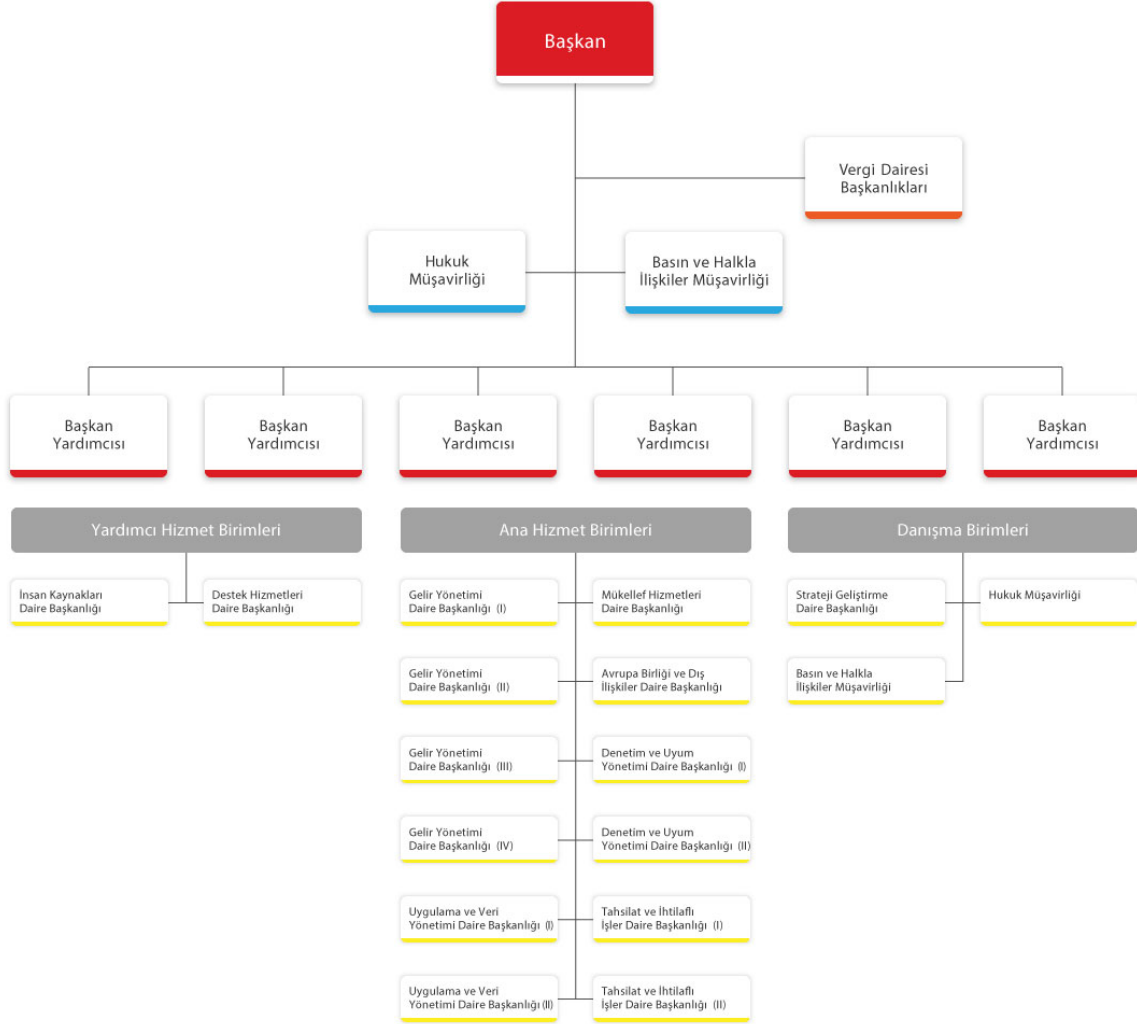 Başkan
Vergi Dairesi
Başkanlıkları
Hukuk
Müşavirliği
Basın ve Halkla
İlişkiler Müşavirliği
Başkan
Yardımcısı
Başkan
Yardımcısı
Başkan
Yardımcısı
Başkan
Yardımcısı
Başkan
Yardımcısı
Başkan
Yardımcısı
Yardımcı Hizmet Birimleri
İnsan Kaynakları
Daire Başkanlığı
Destek Hizmetleri
Daire Başkanlığı
Ana Hizmet Birimleri
Gelir Yönetimi
Daire Başkanlığı (I)
Mükellef Hizmetleri
Daire Başkanlığı
Gelir Yönetimi
Daire Başkanlığı (II)
Avrupa Birliği ve Dış
İlişkiler Daire Başkanlığı
Gelir Yönetimi
Daire Başkanlığı (III)
Denetim ve Uyum
Yönetimi Daire Başkanlığı (I)
Gelir Yönetimi
Daire Başkanlığı (IV)
Denetim ve Uyum
Yönetimi Daire Başkanlığı (II)
Uygulama ve Veri
Yönetimi Daire Başkanlığı (I)
Tahsilat ve İhtilaflı
İşler Daire Başkanlığı (I)
Uygulama ve Veri
Yönetimi Daire Başkanlığı (II)
Tahsilat ve İhtilaflı
İşler Daire Başkanlığı (II)
Danışma Birimleri
Strateji Geliştirme
Daire Başkanlığı
Hukuk Müşavirliği
Basın ve Halkla
İlişkiler Müşavirliği